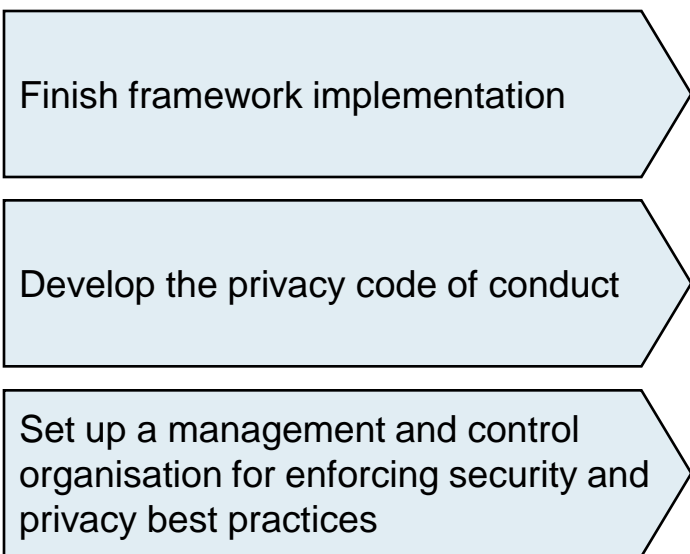 Finish framework implementation
Develop the privacy code of conduct
Set up a management and control
organisation for enforcing security and
privacy best practices